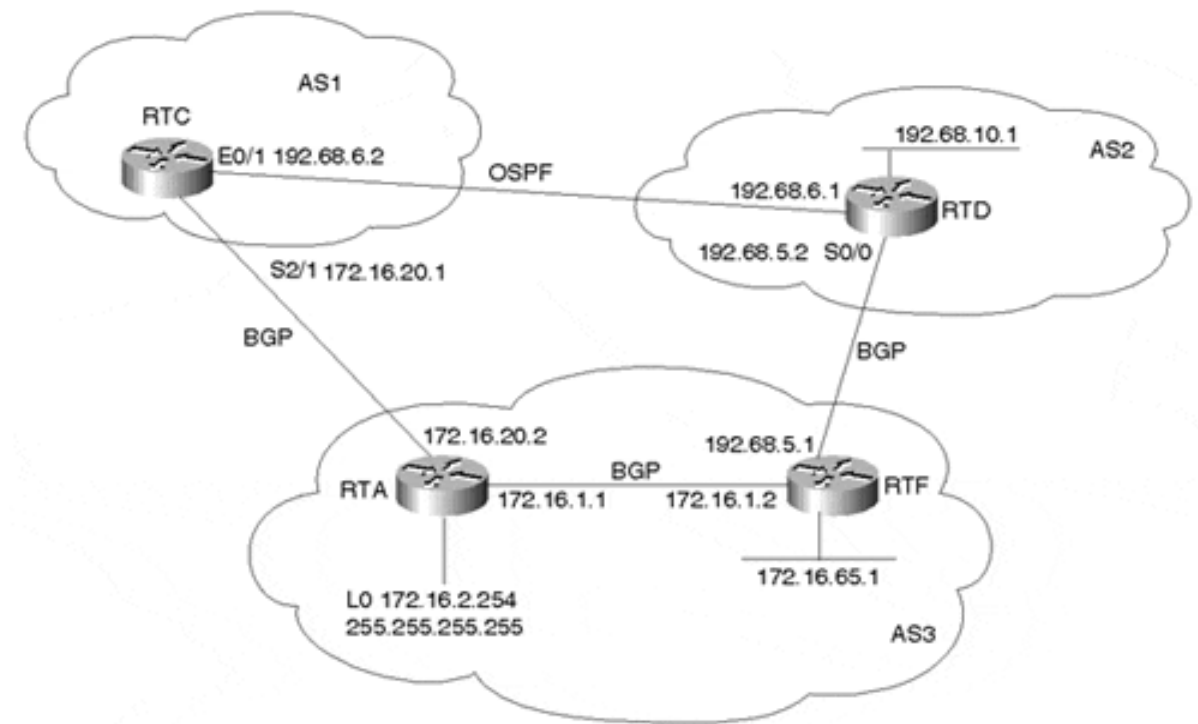 AS1
RTC
E0/1 192.68.6.2
OSPF
192.68.10.1
AS2
192.68.6.1
RTD
192.68.5.2 S0/0
S2/1 172.16.20.1
BGP
BGP
172.16.20.2
192.68.5.1
BGP
RTA
172.16.1.1
172.16.1.2
RTF
172.16.65.1
L0 172.16.2.254
255.255.255.255
AS3